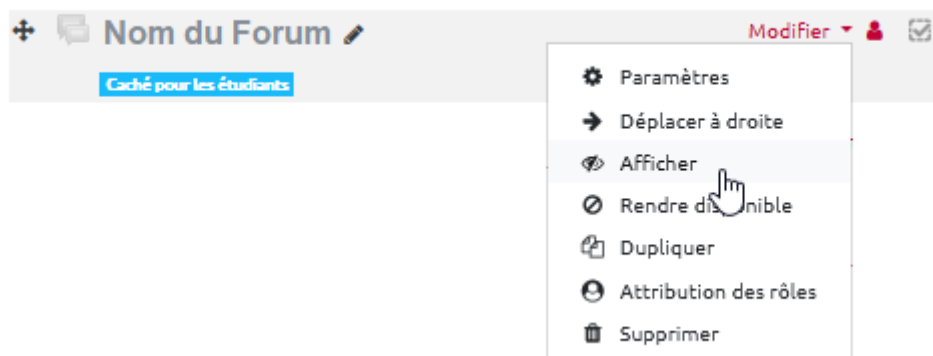 Nom du Forum
Modifier
Caché pour les étudiants
Paramètres
Déplacer à droite
Afficher
Rendre disponible
Dupliquer
Attribution des rôles
Supprimer